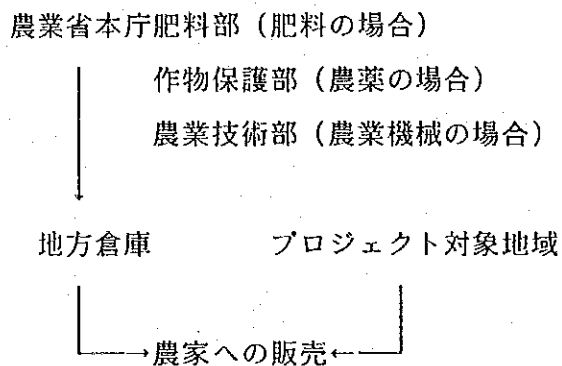 農業省本庁肥料部（肥料の場合）
作物保護部（農薬の場合）
農業技術部（農業機械の場合）
地方倉庫　プロジェクト対象地域
農家への販売